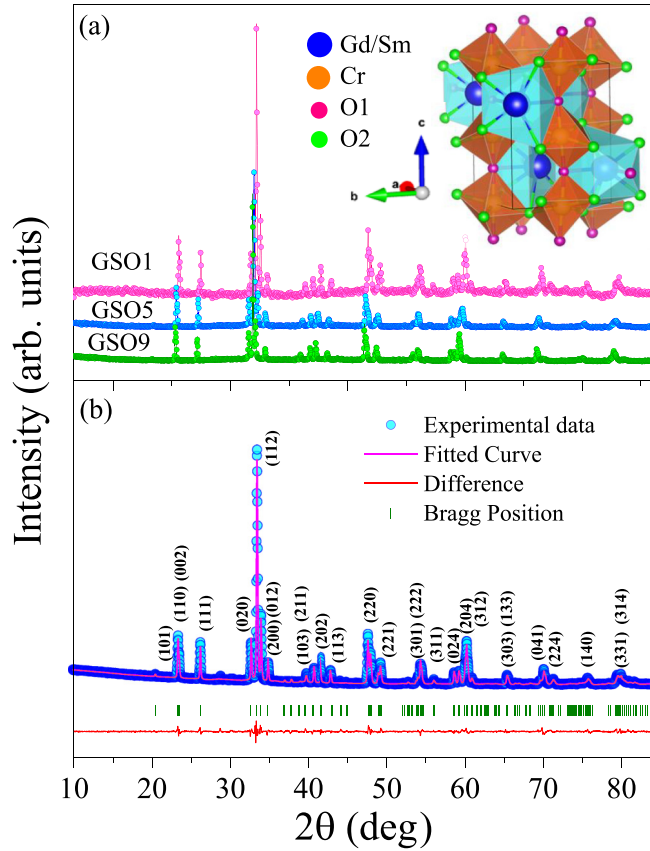 (a)
Gd/Sm
Cr
O1
O2
c
a
b
GSO1
GSO5
GSO9
Intensity (arb. units)
(b)
Experimental data
Fitted Curve
Difference
Bragg Position
(112)
(101)
(110) (002)
(111)
(020)
(200) (012)
(103) (211)
(202)
(113)
(220)
(221)
(301) (222)
(311)
(024)
(204)
(312)
(303) (133)
(041)
(224)
(140)
(331) (314)
10 20 30 40 50 60 70 80
2θ (deg)